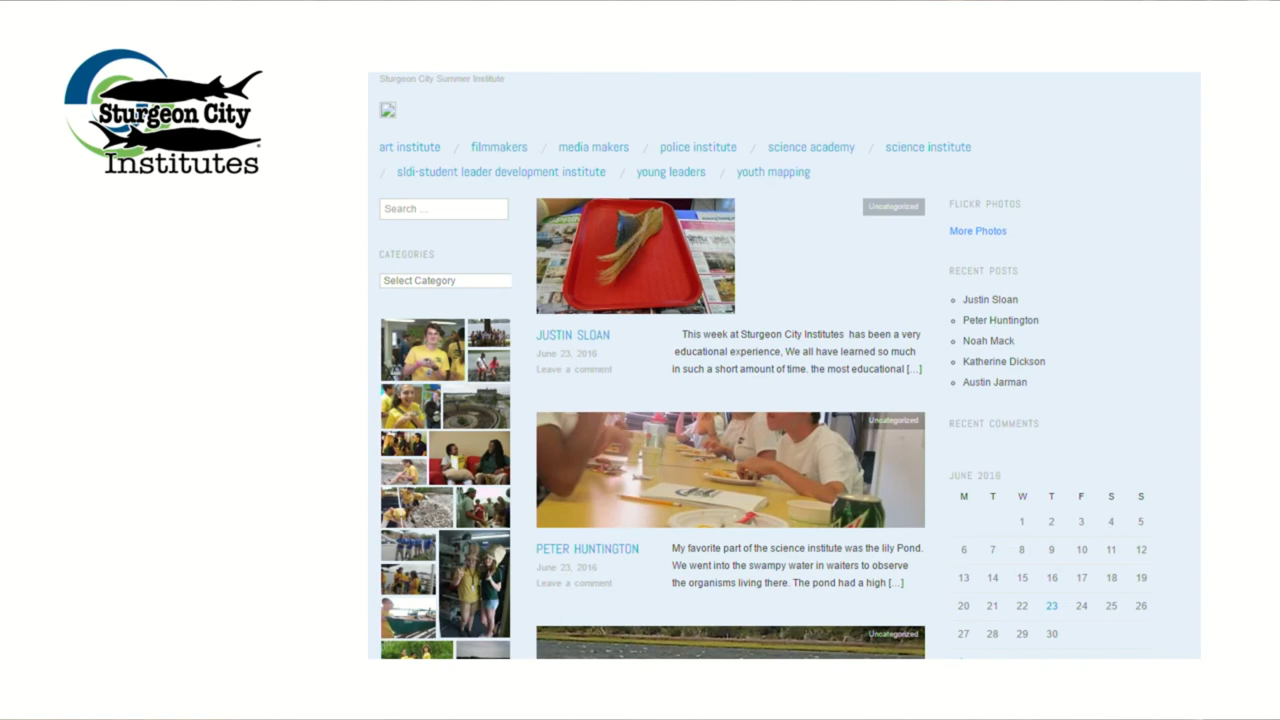 Sturgeon City
Institutes
Sturgeon City Summer Institute
art institute / filmmakers / media makers / police institute / science academy / science institute
/ sldi-student leader development institute / young leaders / youth mapping
Search ...
CATEGORIES
Select Category
Uncategorized
JUSTIN SLOAN
June 23, 2016
Leave a comment
This week at Sturgeon City Institutes has been a very
educational experience, We all have learned so much
in such a short amount of time. the most educational [...]
Uncategorized
PETER HUNTINGTON
June 23, 2016
Leave a comment
My favorite part of the science institute was the lily Pond.
We went into the swampy water in waiters to observe
the organisms living there. The pond had a high [...]
Uncategorized
FLICKR PHOTOS
More Photos
RECENT POSTS
Justin Sloan
Peter Huntington
Noah Mack
Katherine Dickson
Austin Jarman
RECENT COMMENTS
JUNE 2016
M T W T F S S
1 2 3 4 5
6 7 8 9 10 11 12
13 14 15 16 17 18 19
20 21 22 23 24 25 26
27 28 29 30